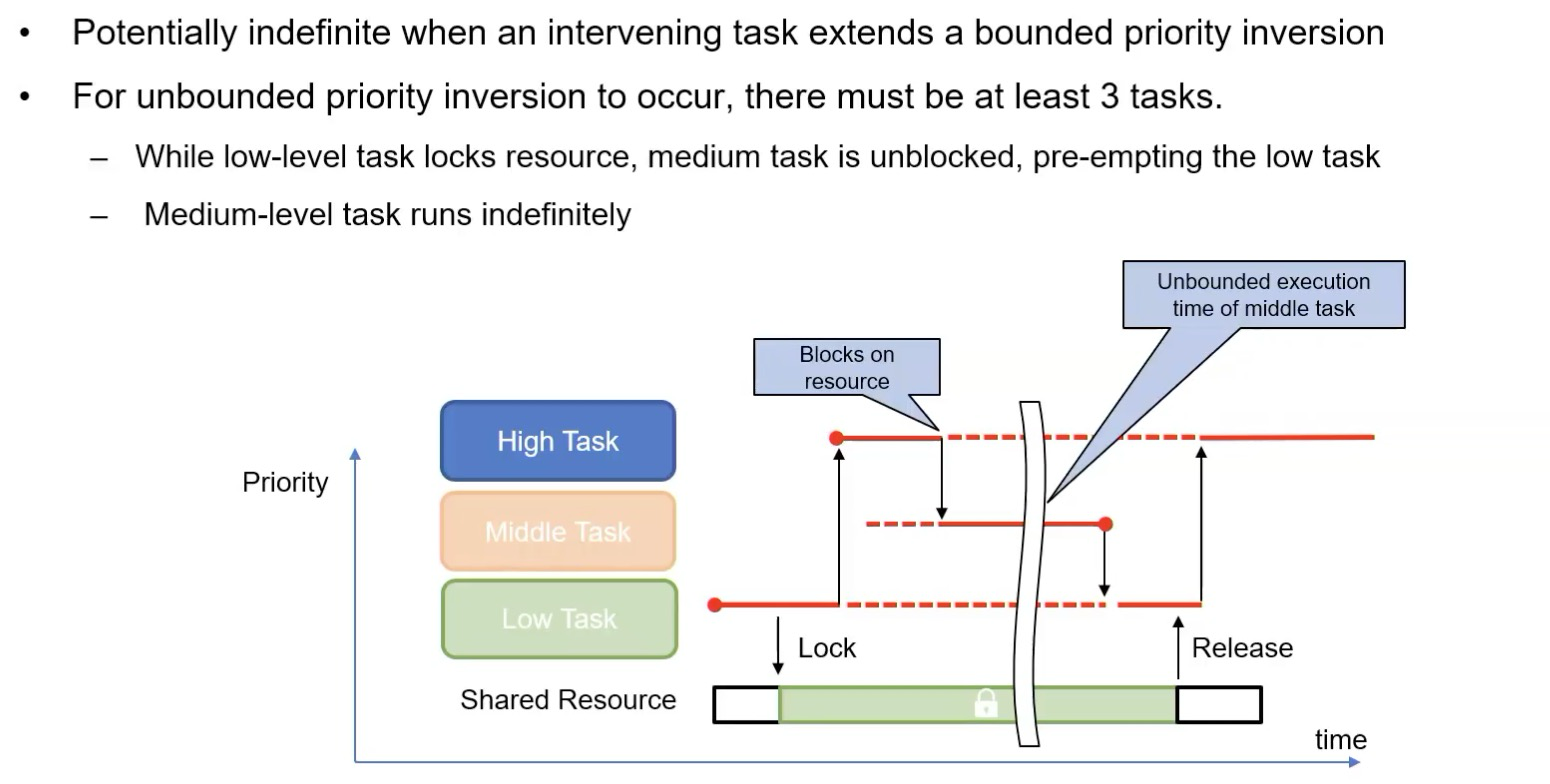 • Potentially indefinite when an intervening task extends a bounded priority inversion
• For unbounded priority inversion to occur, there must be at least 3 tasks.
– While low-level task locks resource, medium task is unblocked, pre-empting the low task
– Medium-level task runs indefinitely
Unbounded execution
time of middle task
Blocks on
resource
High Task
Priority
Middle Task
Low Task
Lock
Release
Shared Resource
time